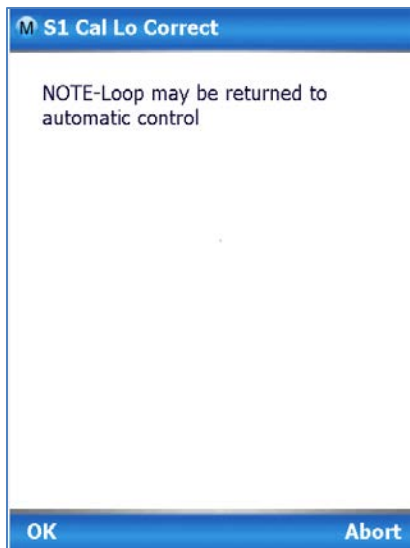 M S1 Cal Lo Correct
NOTE-Loop may be returned to
automatic control
OK Abort